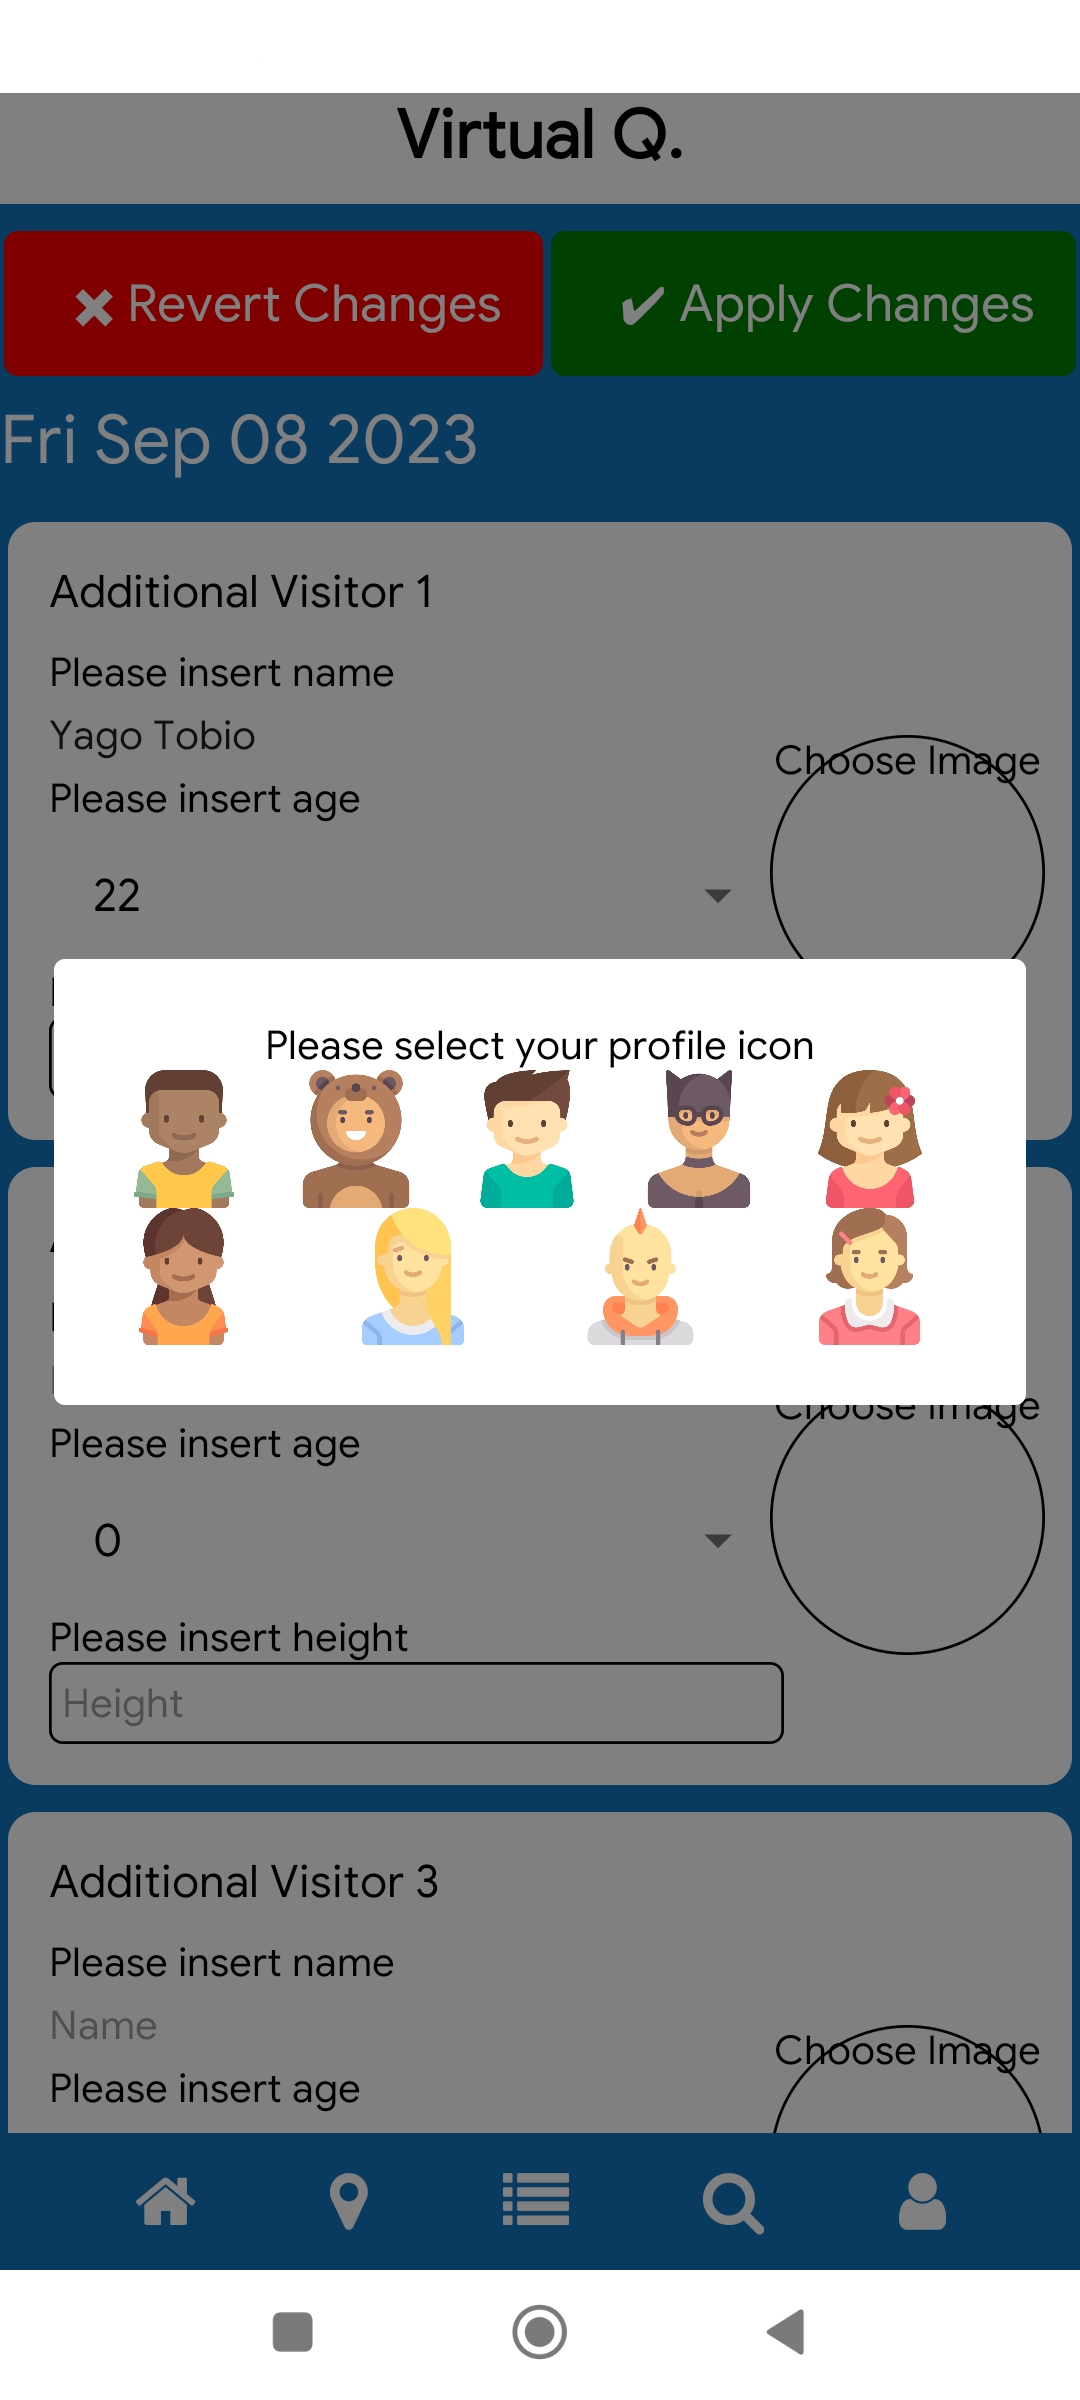 Virtual Q.
✖ Revert Changes
✔ Apply Changes
Fri Sep 08 2023
Additional Visitor 1
Please insert name
Yago Tobio
Choose Image
Please insert age
22
Please select your profile icon
Choose Image
Please insert age
0
Please insert height
Height
Additional Visitor 3
Please insert name
Name
Choose Image
Please insert age